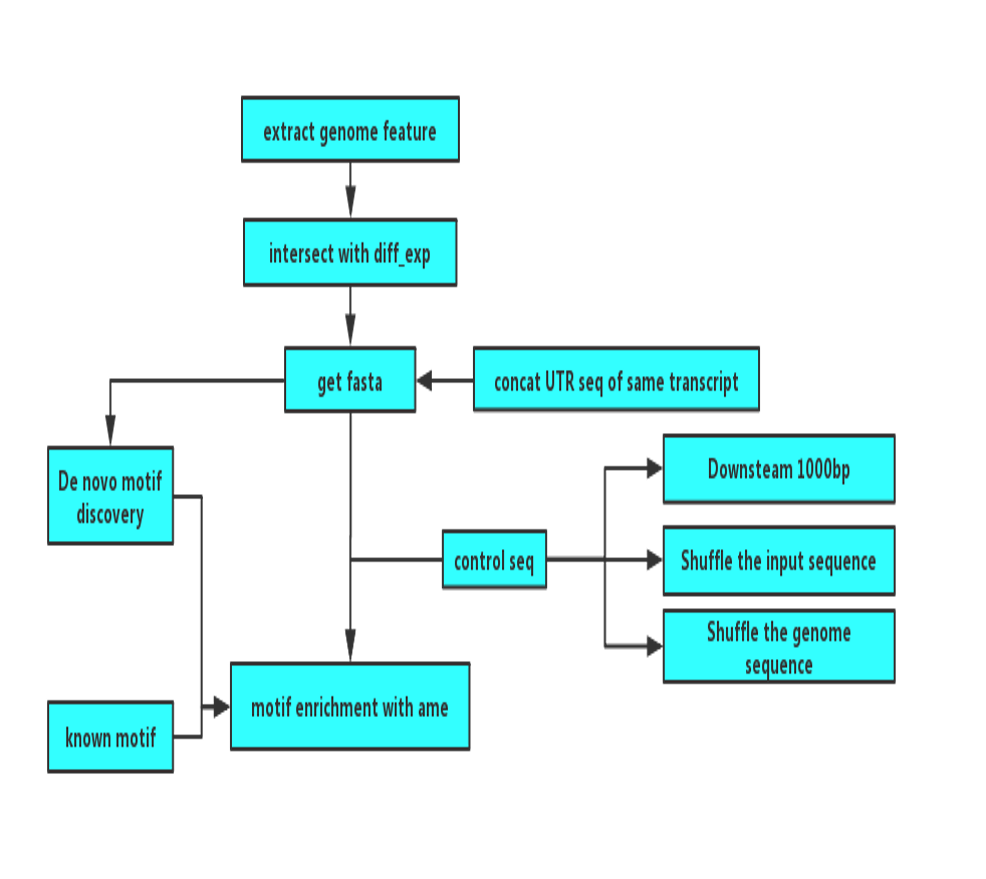 extract genome feature
intersect with diff_exp
get fasta
concat UTR seq of same transcript
De novo motif
discovery
Downsteam 1000bp
control seq
Shuffle the input sequence
Shuffle the genome
sequence
motif enrichment with ame
known motif